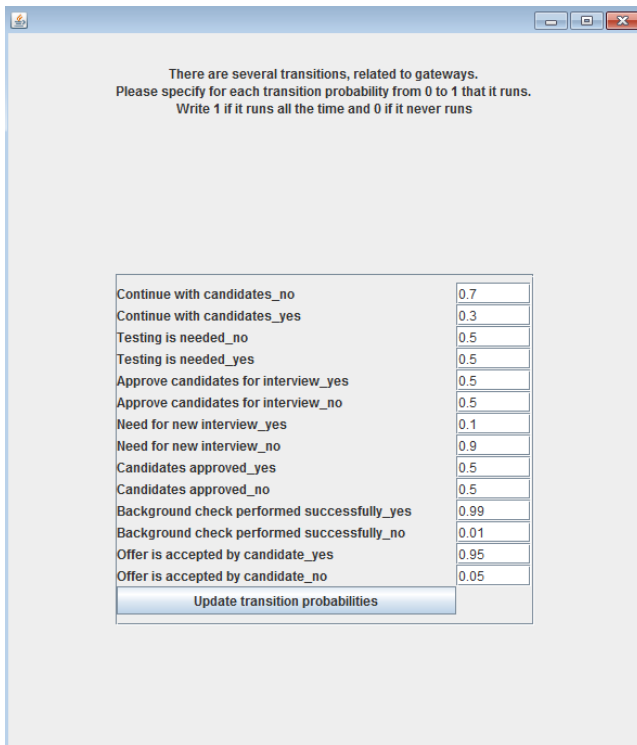 There are several transitions, related to gateways.
Please specify for each transition probability from 0 to 1 that it runs.
Write 1 if it runs all the time and 0 if it never runs
Continue with candidates_no 0.7
Continue with candidates_yes 0.3
Testing is needed_no 0.5
Testing is needed_yes 0.5
Approve candidates for interview_yes 0.5
Approve candidates for interview_no 0.5
Need for new interview_yes 0.1
Need for new interview_no 0.9
Candidates approved_yes 0.5
Candidates approved_no 0.5
Background check performed successfully_yes 0.99
Background check performed successfully_no 0.01
Offer is accepted by candidate_yes 0.95
Offer is accepted by candidate_no 0.05
Update transition probabilities